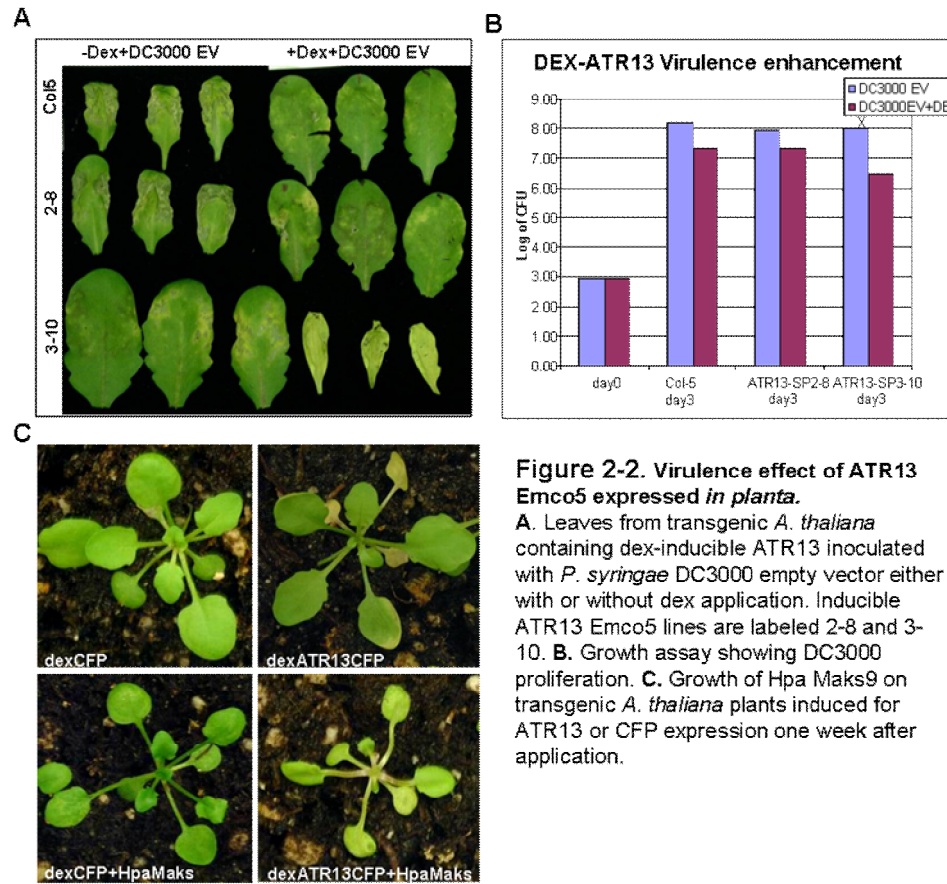 A
-Dex+DC3000 EV
+Dex+DC3000 EV
Col5
2-8
3-10
B
DEX-ATR13 Virulence enhancement
DC3000 EV
DC3000EV+DE
9.00
8.00
7.00
6.00
5.00
4.00
3.00
2.00
1.00
0.00
Log of CFU
day0
Col-5
day3
ATR13-SP2-8
day3
ATR13-SP3-10
day3
C
dexCFP
dexATR13CFP
dexCFP+HpaMaks
dexATR13CFP+HpaMaks
Figure 2-2. Virulence effect of ATR13
Emco5 expressed in planta.
A. Leaves from transgenic A. thaliana
containing dex-inducible ATR13 inoculated
with P. syringae DC3000 empty vector either
with or without dex application. Inducible
ATR13 Emco5 lines are labeled 2-8 and 3-
10. B. Growth assay showing DC3000
proliferation. C. Growth of Hpa Maks9 on
transgenic A. thaliana plants induced for
ATR13 or CFP expression one week after
application.